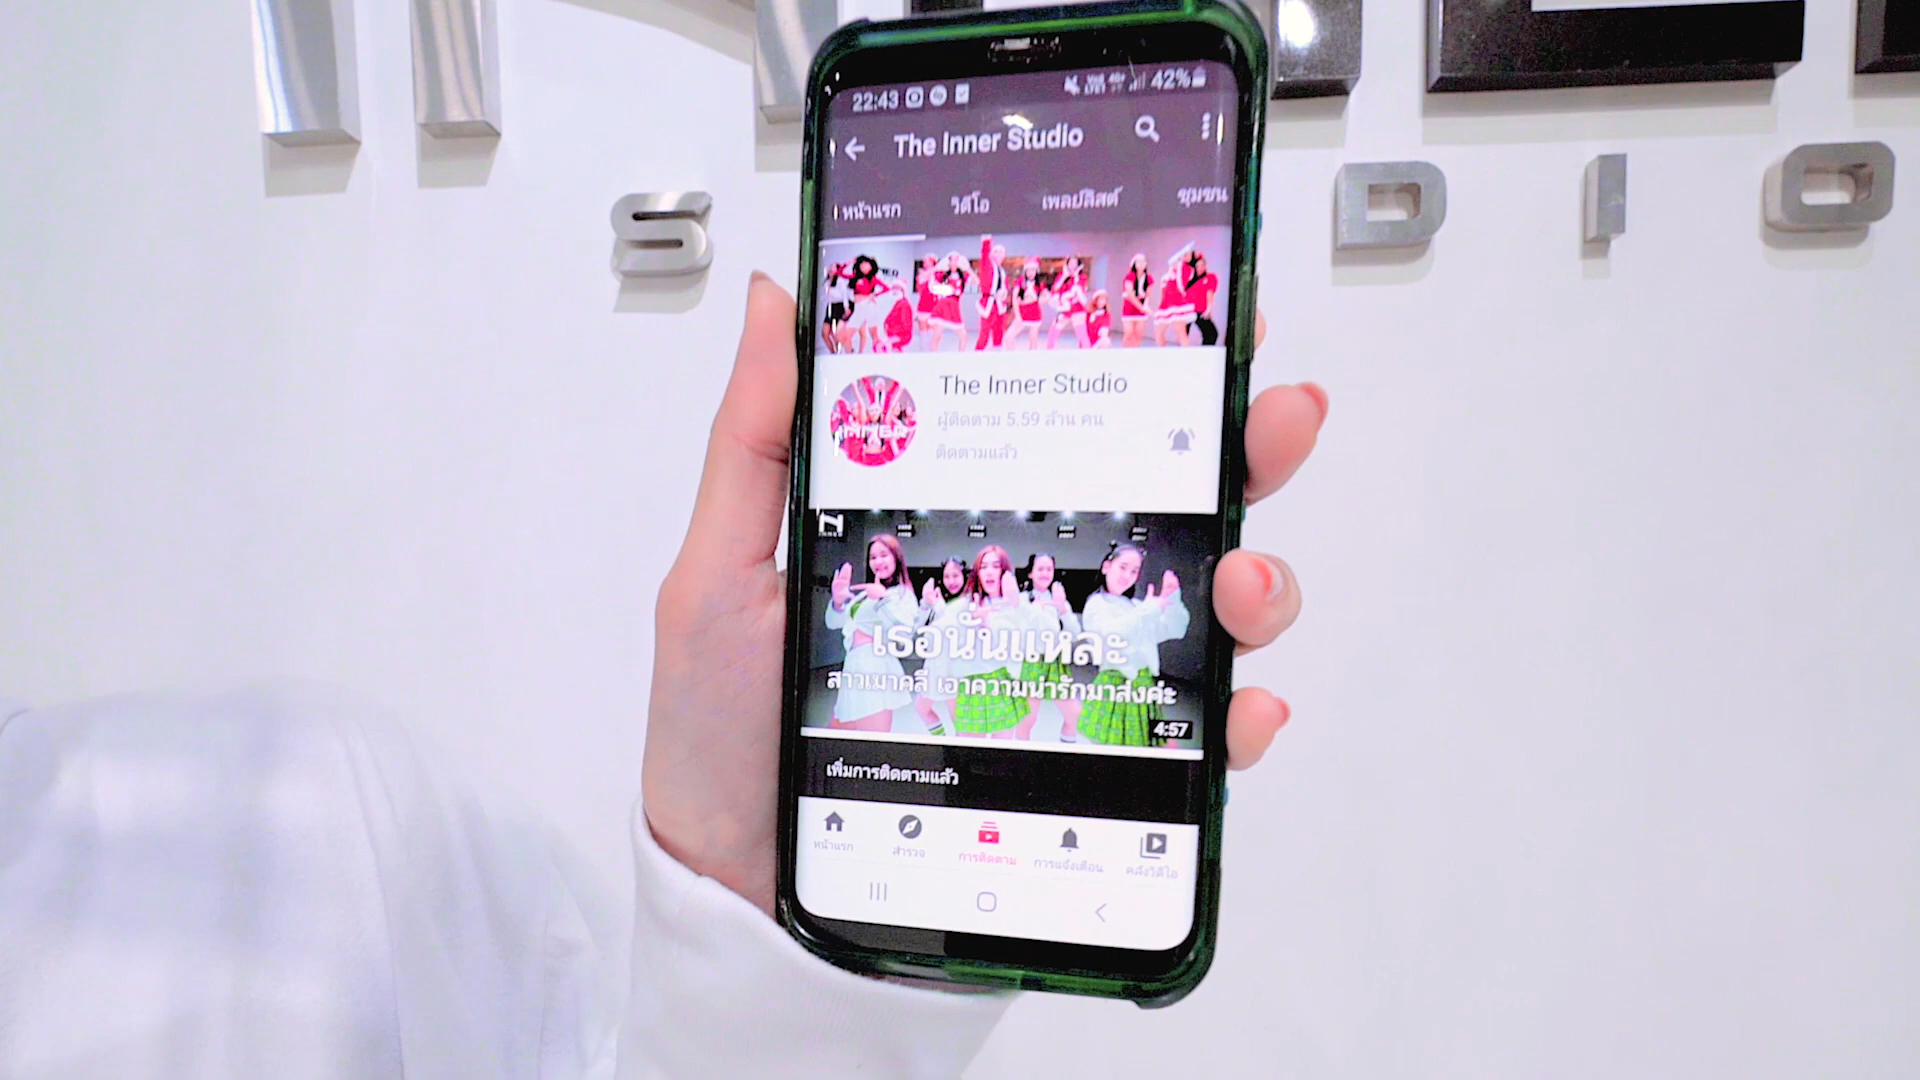 22:43
42%
The Inner Studio
หน้าแรก วิดีโอ เพลย์ลิสต์ ชุมชน
The Inner Studio
ผู้ติดตาม 5.59 ล้าน คน
ติดตามแล้ว
INNER
เธอนั่นแหละ
สาวเมาคลี เอาความน่ารักมาส่งค่ะ
4:57
เพิ่มการติดตามแล้ว
หน้าแรก สำรวจ การติดตาม การแจ้งเตือน คลังวิดีโอ
S D I O